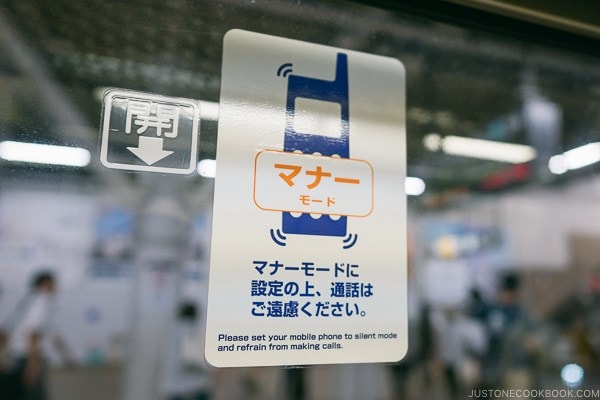 開
マナー
モード
マナーモードに
設定の上、通話は
ご遠慮ください。
Please set your mobile phone to silent mode
and refrain from making calls.
JUSTONECOOKBOOK.COM